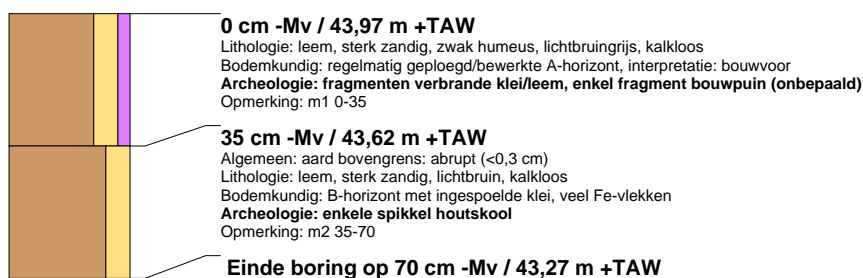 0 cm -Mv / 43,97 m +TAW
Lithologie: leem, sterk zandig, zwak humeus, lichtbruingrijs, kalkloos
Bodemkundig: regelmatig geploegd/bewerkte A-horizont, interpretatie: bouwvoor
Archeologie: fragmenten verbrande klei/leem, enkel fragment bouwpuin (onbepaald)
Opmerking: m1 0-35
35 cm -Mv / 43,62 m +TAW
Algemeen: aard bovengrens: abrupt (<0,3 cm)
Lithologie: leem, sterk zandig, lichtbruin, kalkloos
Bodemkundig: B-horizont met ingespoelde klei, veel Fe-vlekken
Archeologie: enkele spikkel houtskool
Opmerking: m2 35-70
Einde boring op 70 cm -Mv / 43,27 m +TAW